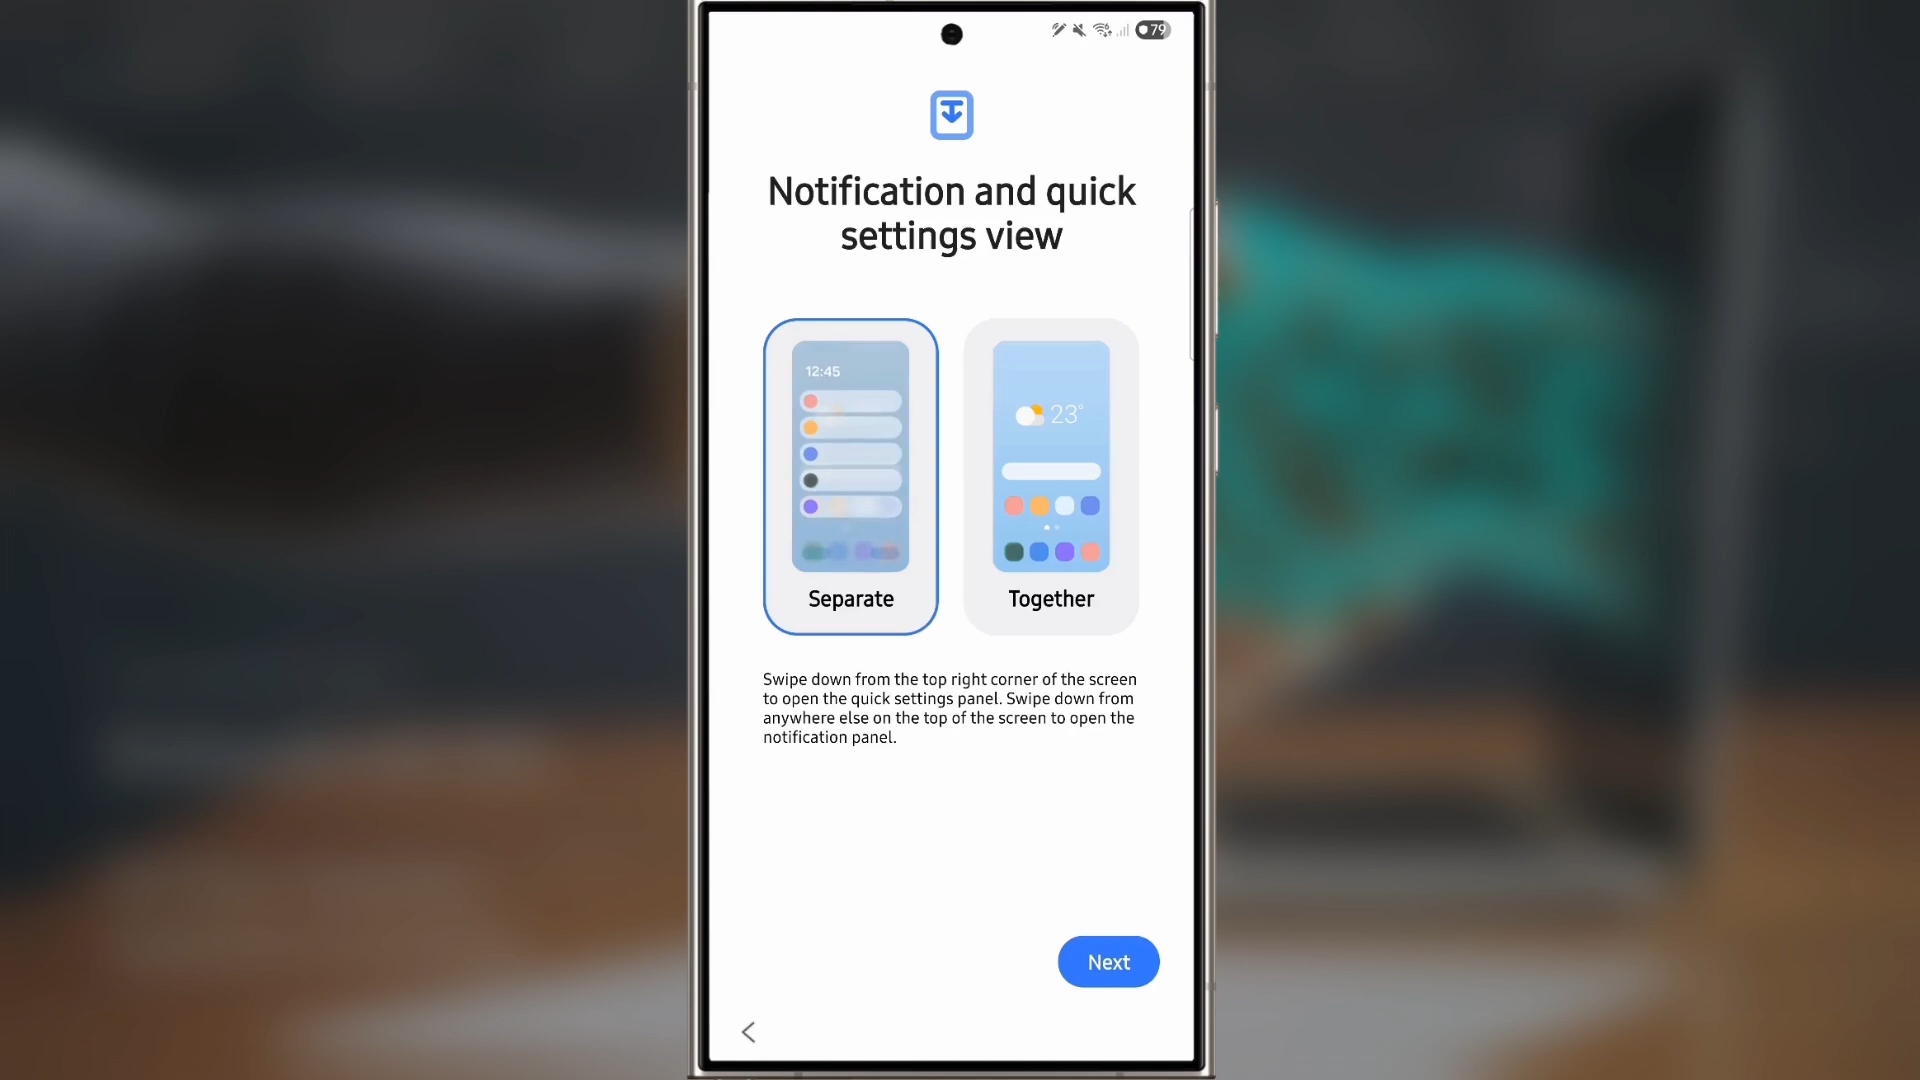 79
Notification and quick
settings view
12:45
23°
Separate
Together
Swipe down from the top right corner of the screen
to open the quick settings panel. Swipe down from
anywhere else on the top of the screen to open the
notification panel.
Next